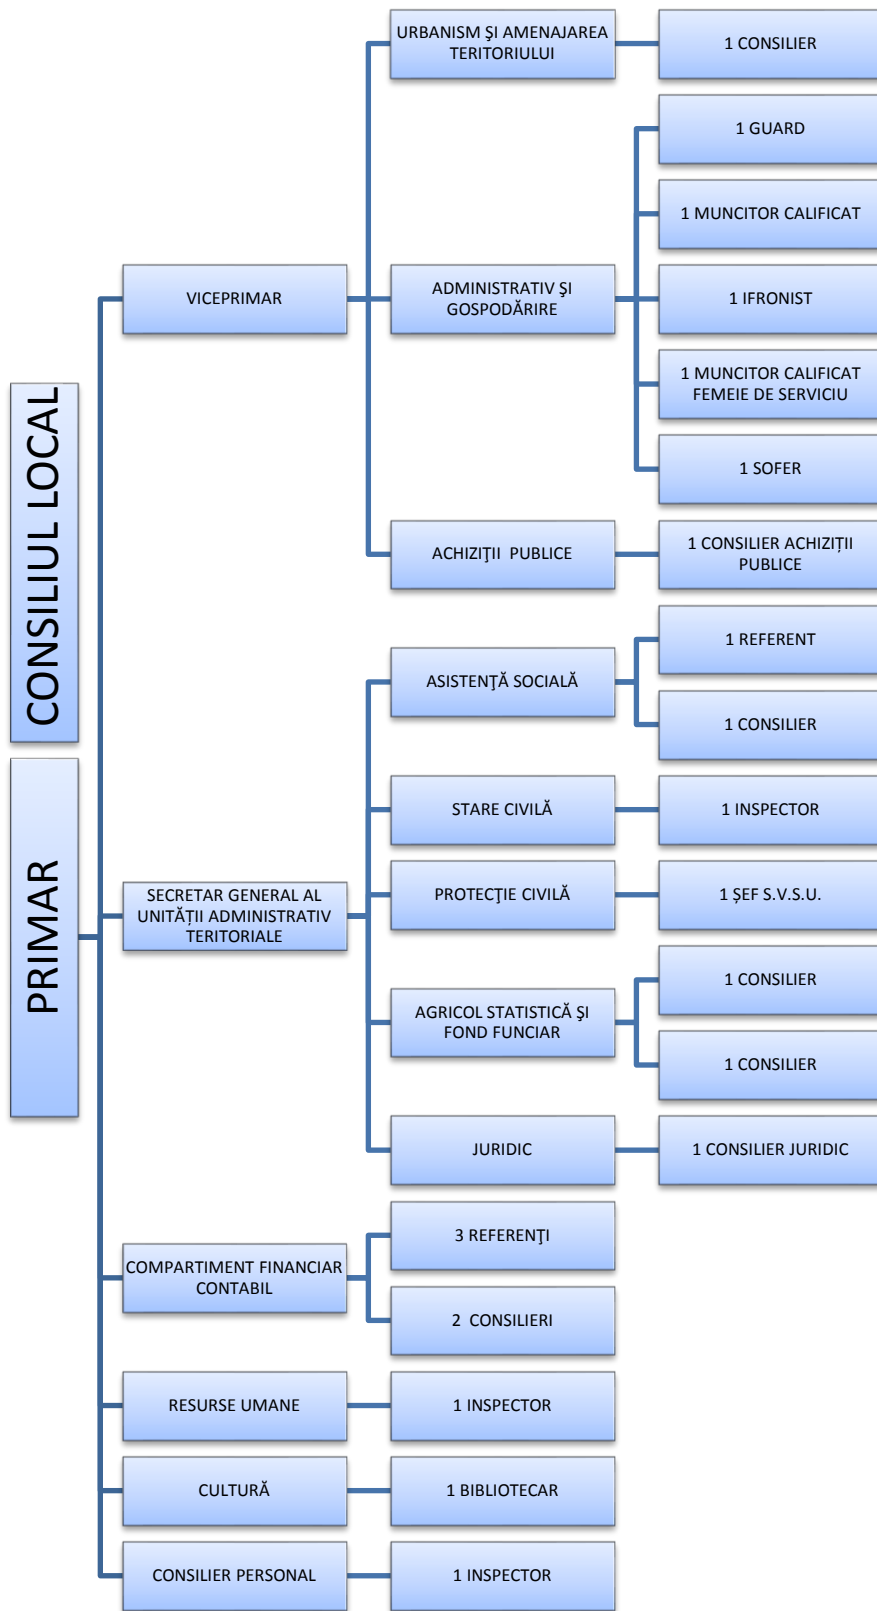 CONSILIUL LOCAL
PRIMAR
VICEPRIMAR
URBANISM ŞI AMENAJAREA
TERITORIULUI
1 CONSILIER
ADMINISTRATIV ŞI
GOSPODĂRIRE
1 GUARD
1 MUNCITOR CALIFICAT
1 IFRONIST
1 MUNCITOR CALIFICAT
FEMEIE DE SERVICIU
1 SOFER
ACHIZIŢII PUBLICE
1 CONSILIER ACHIZIȚII
PUBLICE
SECRETAR GENERAL AL
UNITĂȚII ADMINISTRATIV
TERITORIALE
ASISTENŢĂ SOCIALĂ
1 REFERENT
1 CONSILIER
STARE CIVILĂ
1 INSPECTOR
PROTECŢIE CIVILĂ
1 ȘEF S.V.S.U.
AGRICOL STATISTICĂ ŞI
FOND FUNCIAR
1 CONSILIER
1 CONSILIER
JURIDIC
1 CONSILIER JURIDIC
COMPARTIMENT FINANCIAR
CONTABIL
3 REFERENŢI
2 CONSILIERI
RESURSE UMANE
1 INSPECTOR
CULTURĂ
1 BIBLIOTECAR
CONSILIER PERSONAL
1 INSPECTOR